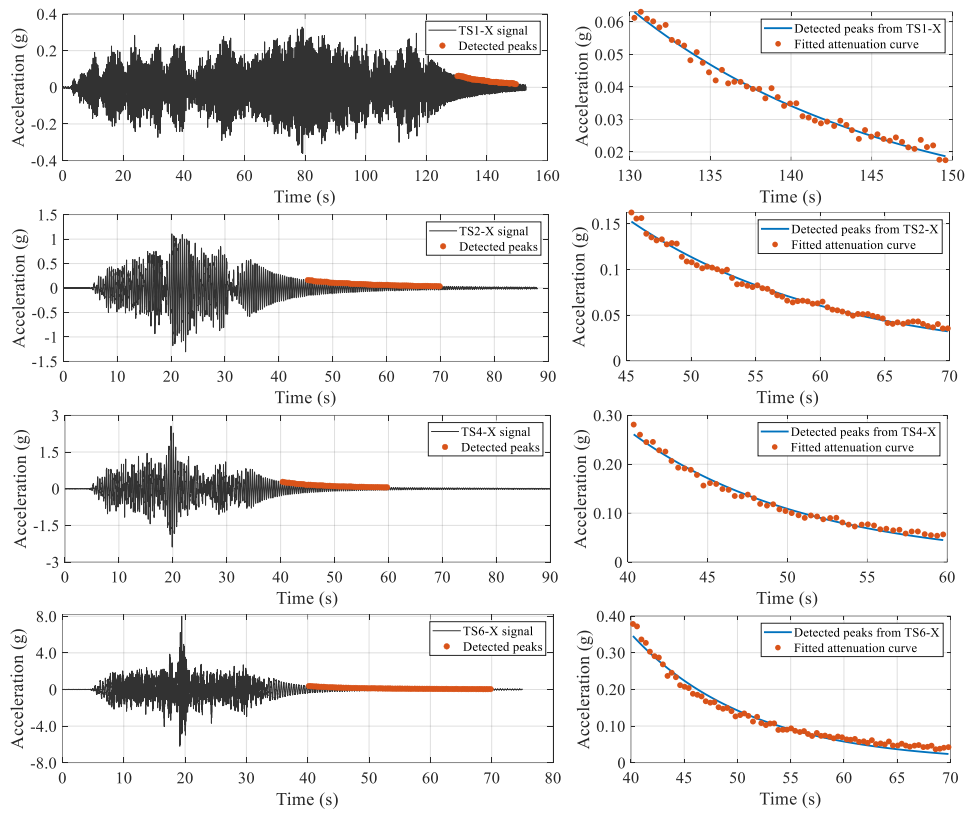 0.4
0.2
0
-0.2
-0.4
Acceleration (g)
TS1-X signal
Detected peaks
0 20 40 60 80 100 120 140 160
Time (s)
0.06
0.05
0.04
0.03
0.02
Acceleration (g)
Detected peaks from TS1-X
Fitted attenuation curve
130 135 140 145 150
Time (s)
1.5
1
0.5
0
-0.5
-1
-1.5
Acceleration (g)
TS2-X signal
Detected peaks
0 10 20 30 40 50 60 70 80 90
Time (s)
0.15
0.1
0.05
0
Acceleration (g)
Detected peaks from TS2-X
Fitted attenuation curve
45 50 55 60 65 70
Time (s)
3
1.5
0
-1.5
-3
Acceleration (g)
TS4-X signal
Detected peaks
0 10 20 30 40 50 60 70 80 90
Time (s)
0.30
0.20
0.10
0
Acceleration (g)
Detected peaks from TS4-X
Fitted attenuation curve
40 45 50 55 60
Time (s)
8.0
4.0
0
-4.0
-8.0
Acceleration (g)
TS6-X signal
Detected peaks
0 10 20 30 40 50 60 70 80
Time (s)
0.40
0.30
0.20
0.10
0
Acceleration (g)
Detected peaks from TS6-X
Fitted attenuation curve
40 45 50 55 60 65 70
Time (s)